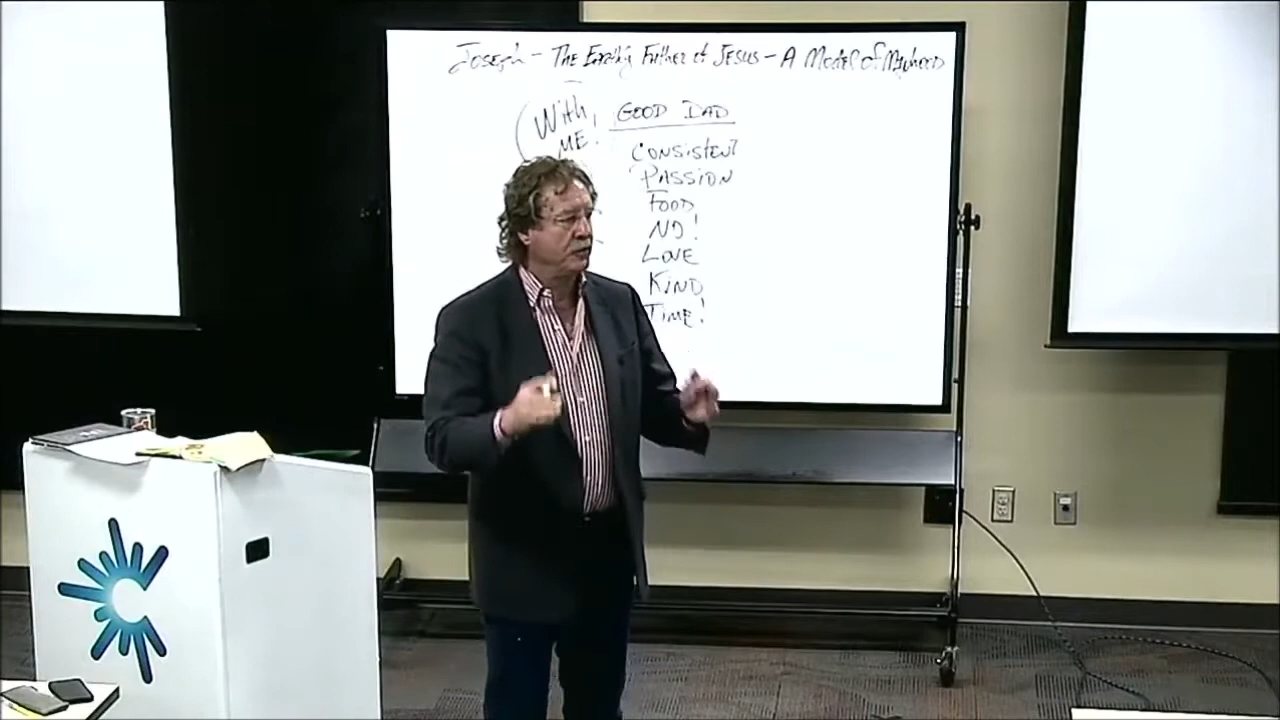 Joseph - The Earthly Father of Jesus - A Model of Manhood
With ME!
GOOD DAD
CONSISTENT
PASSION
FOOD
NO!
LOVE
KIND
TIME!